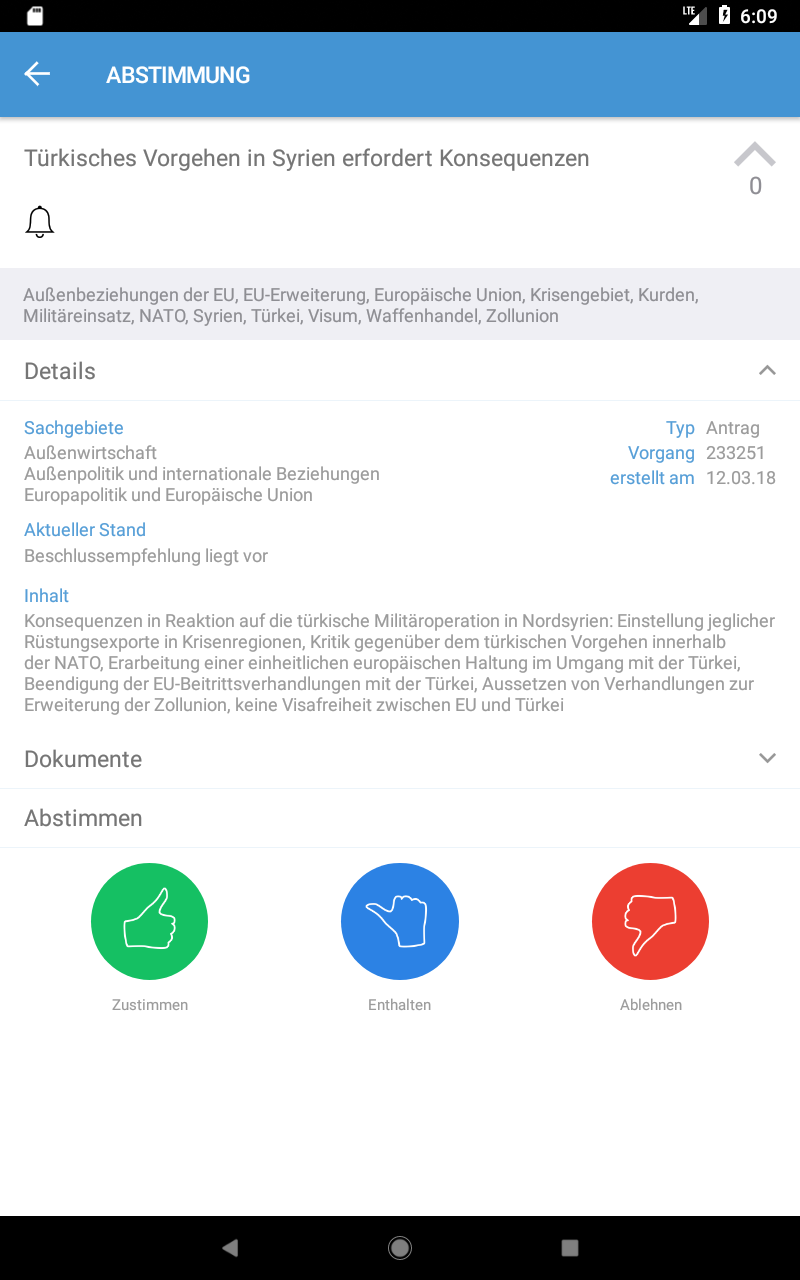 LTE 6:09
ABSTIMMUNG
Türkisches Vorgehen in Syrien erfordert Konsequenzen
0
Außenbeziehungen der EU, EU-Erweiterung, Europäische Union, Krisengebiet, Kurden,
Militäreinsatz, NATO, Syrien, Türkei, Visum, Waffenhandel, Zollunion
Details
Sachgebiete
Außenwirtschaft
Außenpolitik und internationale Beziehungen
Europapolitik und Europäische Union
Typ Antrag
Vorgang 233251
erstellt am 12.03.18
Aktueller Stand
Beschlussempfehlung liegt vor
Inhalt
Konsequenzen in Reaktion auf die türkische Militäroperation in Nordsyrien: Einstellung jeglicher
Rüstungsexporte in Krisenregionen, Kritik gegenüber dem türkischen Vorgehen innerhalb
der NATO, Erarbeitung einer einheitlichen europäischen Haltung im Umgang mit der Türkei,
Beendigung der EU-Beitrittsverhandlungen mit der Türkei, Aussetzen von Verhandlungen zur
Erweiterung der Zollunion, keine Visafreiheit zwischen EU und Türkei
Dokumente
Abstimmen
Zustimmen
Enthalten
Ablehnen